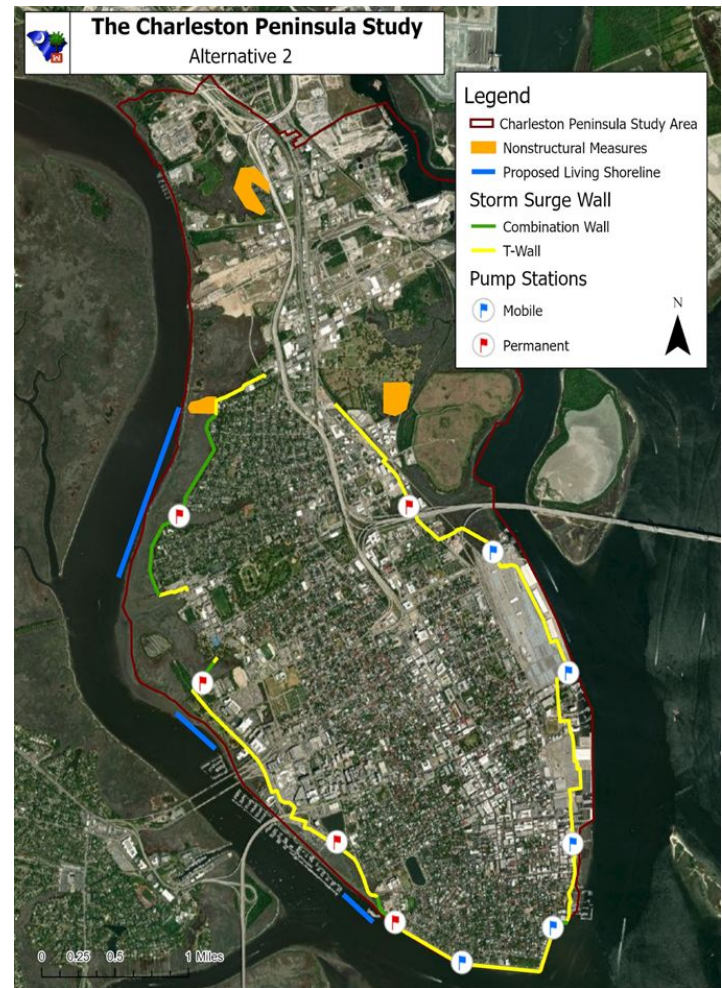 The Charleston Peninsula Study
Alternative 2
Legend
Charleston Peninsula Study Area
Nonstructural Measures
Proposed Living Shoreline
Storm Surge Wall
Combination Wall
T-Wall
Pump Stations
Mobile
Permanent
N
0 0.25 0.5 1 Miles